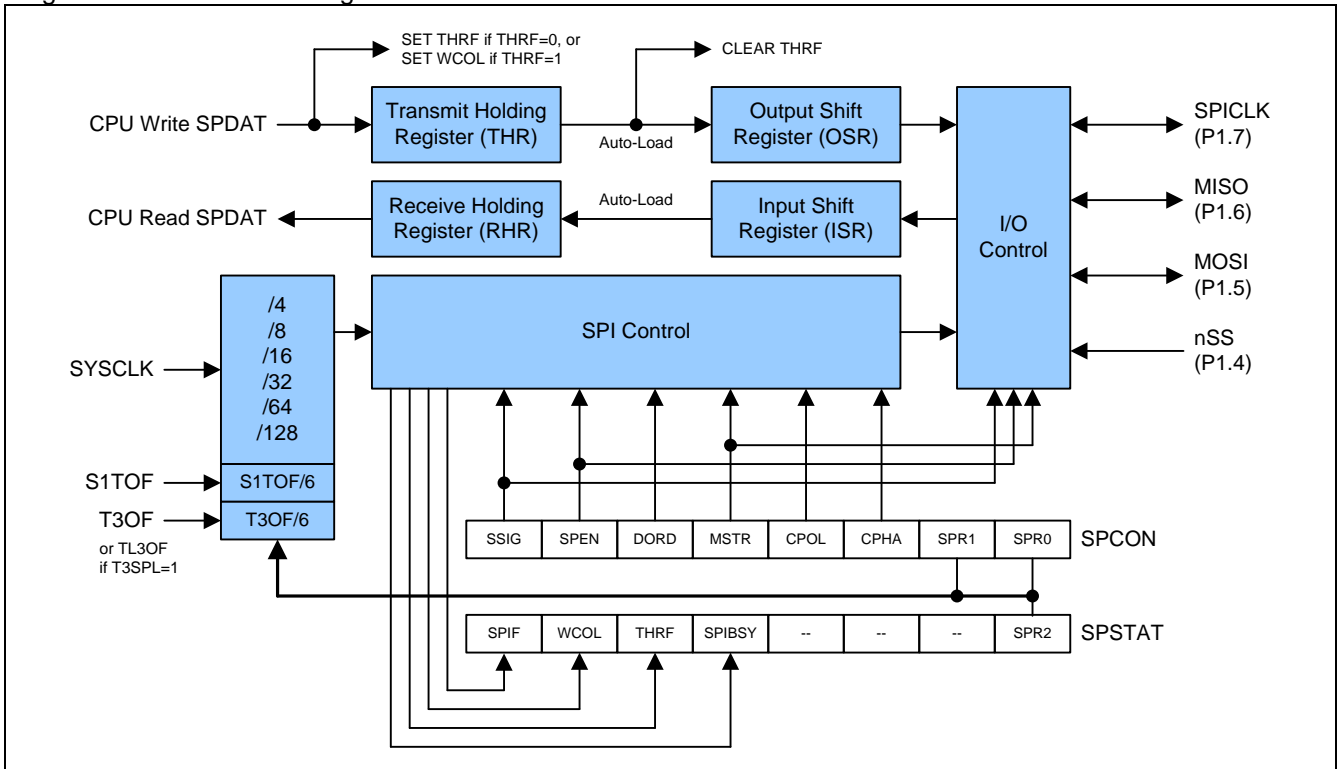 SET THRF if THRF=0, or
SET WCOL if THRF=1
CLEAR THRF
CPU Write SPDAT
Transmit Holding
Register (THR)
Auto-Load
Output Shift
Register (OSR)
SPICLK
(P1.7)
CPU Read SPDAT
Receive Holding
Register (RHR)
Auto-Load
Input Shift
Register (ISR)
I/O
Control
MISO
(P1.6)
MOSI
(P1.5)
nSS
(P1.4)
SYSCLK
/4
/8
/16
/32
/64
/128
SPI Control
S1TOF
S1TOF/6
T3OF
T3OF/6
or TL3OF
if T3SPL=1
SSIG SPEN DORD MSTR CPOL CPHA SPR1 SPR0 SPCON
SPIF WCOL THRF SPIBSY -- -- -- SPR2 SPSTAT